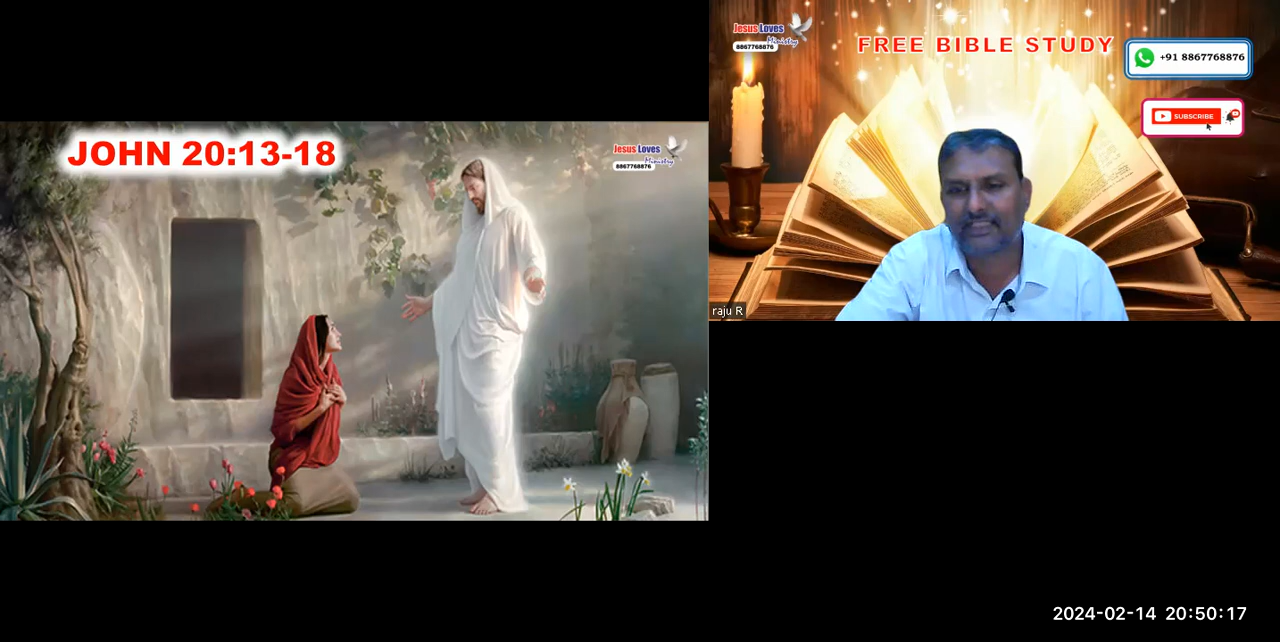 JOHN 20:13-18
Jesus Loves
Ministry
8867768876
Jesus Loves
Ministry
8867768876
FREE BIBLE STUDY
+91 8867768876
SUBSCRIBE
raju R
2024-02-14 20:50:17